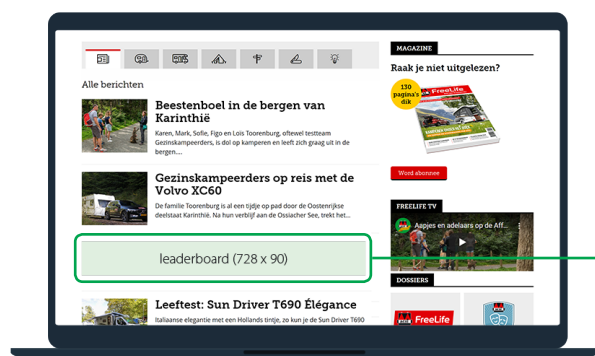 Alle berichten
Beestenboel in de bergen van
Karinthië
Karen, Mark, Sofie, Figo en Loïs Toorenburg, oftewel testteam
Gezinskampeerders, is dol op kamperen en leeft zich graag uit in de
bergen....
Gezinskampeerders op reis met de
Volvo XC60
De familie Toorenburg is al een tijdje op pad door de Oostenrijkse
deelstaat Karinthië. Na hun verblijf aan de Ossiacher See, trekt het...
leaderboard (728 x 90)
Leeftest: Sun Driver T690 Élégance
Italiaanse elegantie met een Hollands tintje, zo kun je de Sun Driver T690
MAGAZINE
Raak je niet uitgelezen?
130
pagina's
dik
FreeLife
Word abonnee
FREELIFE TV
Aapjes en adelaars op de Aff...
DOSSIERS
FreeLife